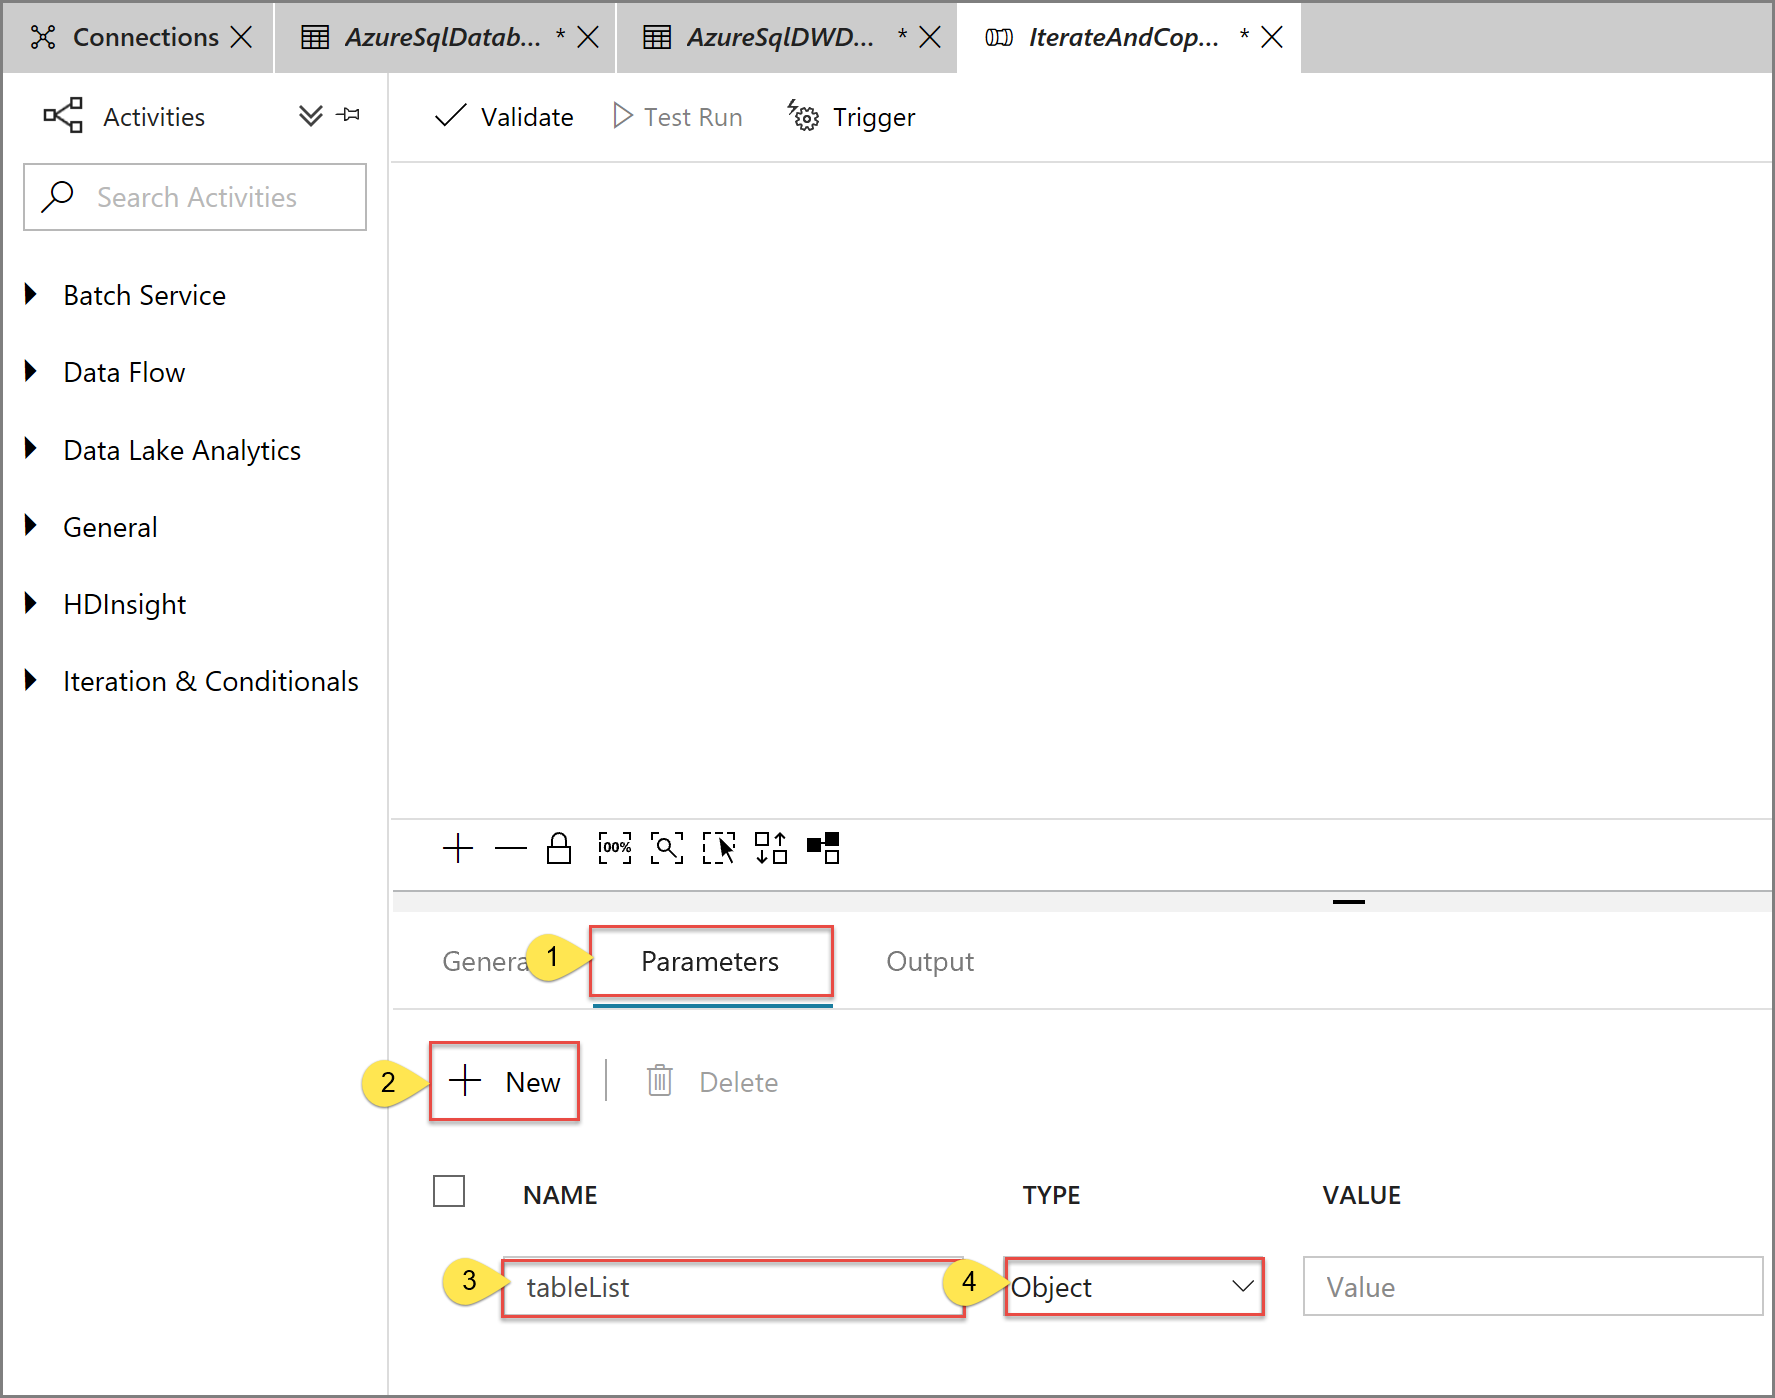 Connections
AzureSqlDatab... *
AzureSqlDWD... *
IterateAndCop... *
Activities
Validate
Test Run
Trigger
Search Activities
Batch Service
Data Flow
Data Lake Analytics
General
HDInsight
Iteration & Conditionals
100%
Genera
1
Parameters
Output
2
New
Delete
NAME
TYPE
VALUE
3
tableList
4
Object
Value